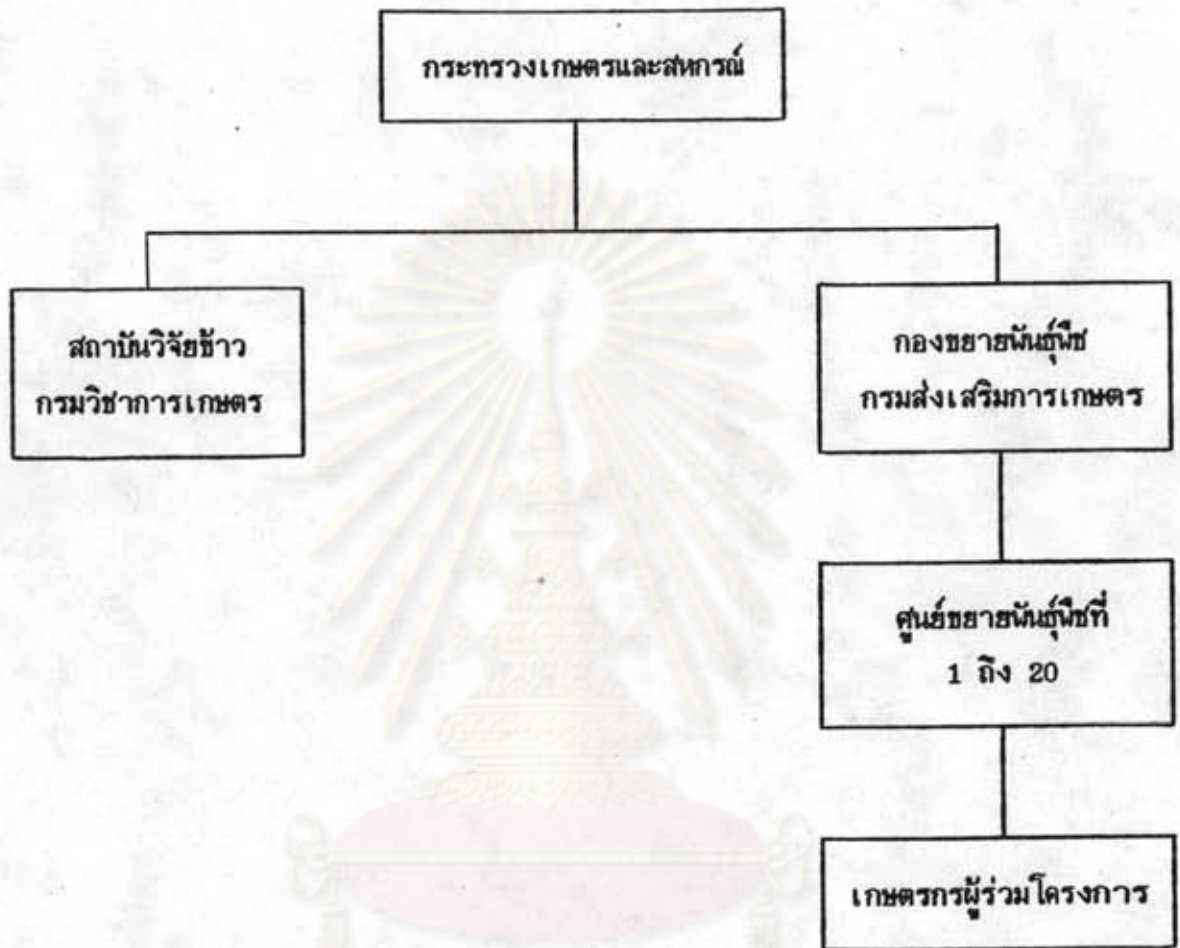 กระทรวงเกษตรและสหกรณ์
สถาบันวิจัยข้าว
กรมวิชาการเกษตร
กองขยายพันธุ์พืช
กรมส่งเสริมการเกษตร
ศูนย์ขยายพันธุ์พืชที่
1 ถึง 20
เกษตรกรผู้ร่วมโครงการ